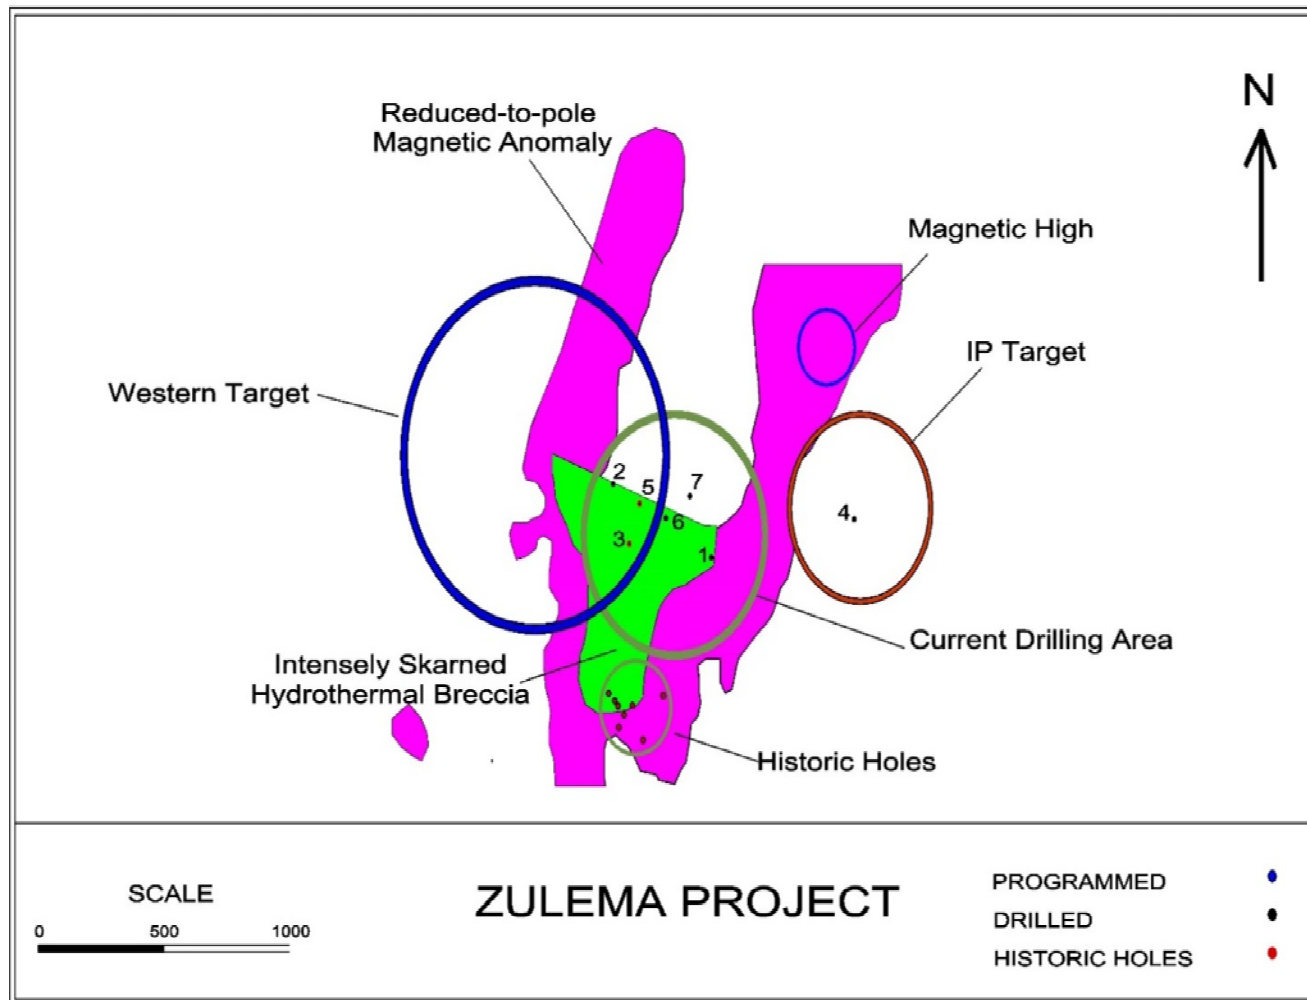 N
Reduced-to-pole
Magnetic Anomaly
Magnetic High
IP Target
Western Target
2
5
7
6
4
3
1
Current Drilling Area
Intensely Skarned
Hydrothermal Breccia
Historic Holes
SCALE
0 500 1000
ZULEMA PROJECT
PROGRAMMED
DRILLED
HISTORIC HOLES